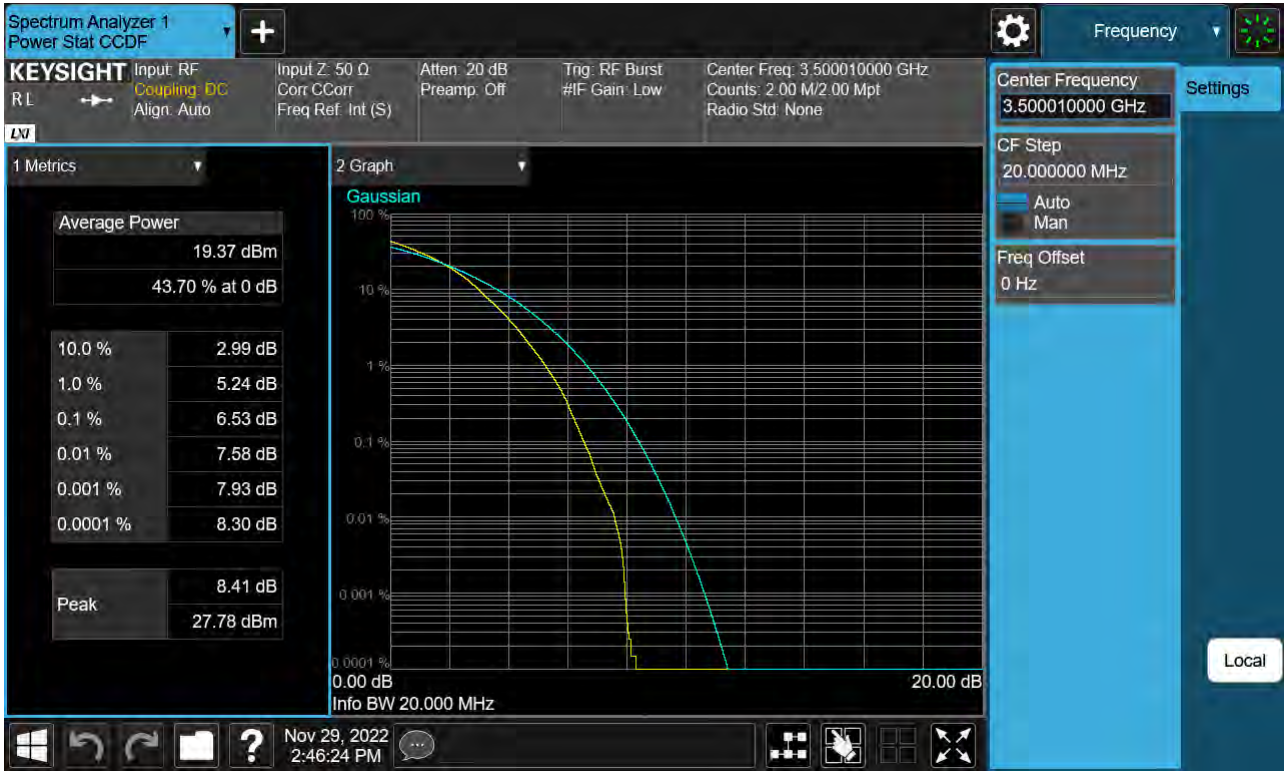 Spectrum Analyzer 1
Power Stat CCDF
+
Frequency
KEYSIGHT
RL
LXI
Input: RF
Coupling: DC
Align: Auto
Input Z: 50 Ω
Corr CCorr
Freq Ref: Int (S)
Atten: 20 dB
Preamp: Off
Trig: RF Burst
#IF Gain: Low
Center Freq: 3.500010000 GHz
Counts: 2.00 M/2.00 Mpt
Radio Std: None
Center Frequency
3.500010000 GHz
Settings
CF Step
20.000000 MHz
Auto
Man
Freq Offset
0 Hz
1 Metrics
Average Power
19.37 dBm
43.70 % at 0 dB
10.0 % 2.99 dB
1.0 % 5.24 dB
0.1 % 6.53 dB
0.01 % 7.58 dB
0.001 % 7.93 dB
0.0001 % 8.30 dB
Peak
8.41 dB
27.78 dBm
2 Graph
Gaussian
100 %
10 %
1 %
0.1 %
0.01 %
0.001 %
0.0001 %
0.00 dB 20.00 dB
Info BW 20.000 MHz
Local
?
Nov 29, 2022
2:46:24 PM